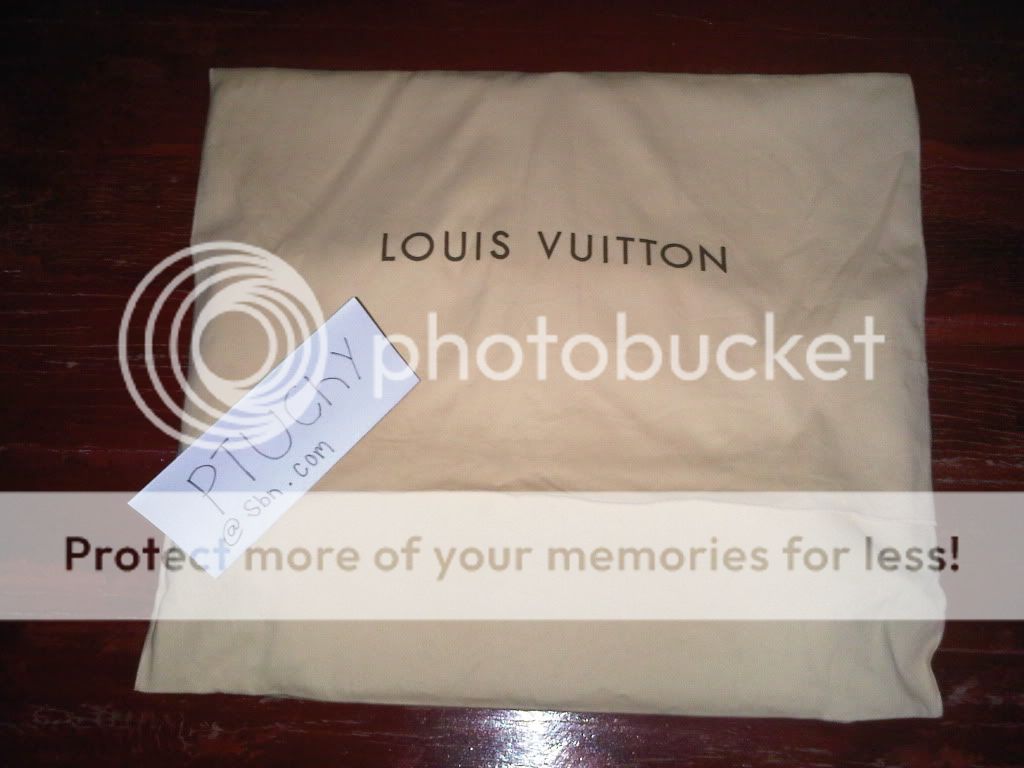 LOUIS VUITTON
photobucket
PTUCHY
@sbn.com
Protect more of your memories for less!